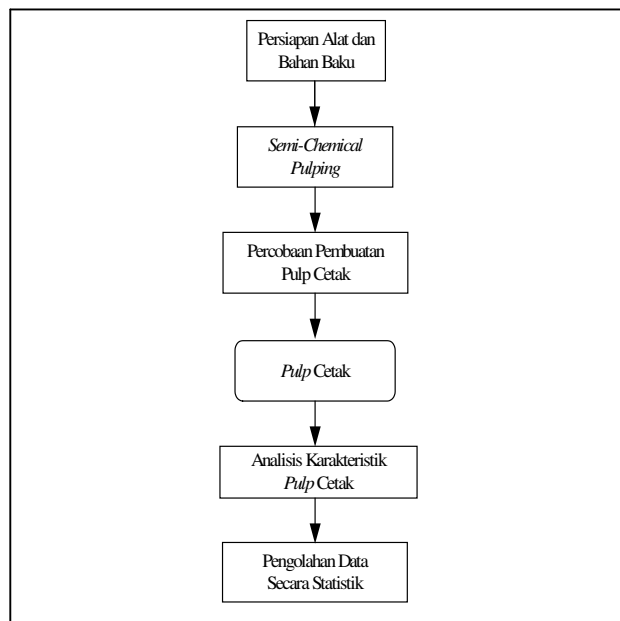 Persiapan Alat dan
Bahan Baku
Semi-Chemical
Pulping
Percobaan Pembuatan
Pulp Cetak
Pulp Cetak
Analisis Karakteristik
Pulp Cetak
Pengolahan Data
Secara Statistik